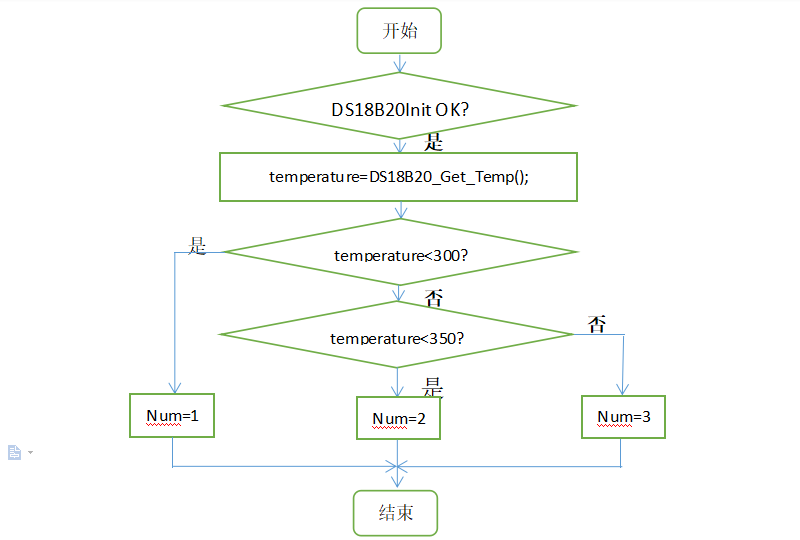 开始
DS18B20Init OK?
是
temperature=DS18B20_Get_Temp();
是
temperature<300?
否
temperature<350?
否
是
Num=1
Num=2
Num=3
结束